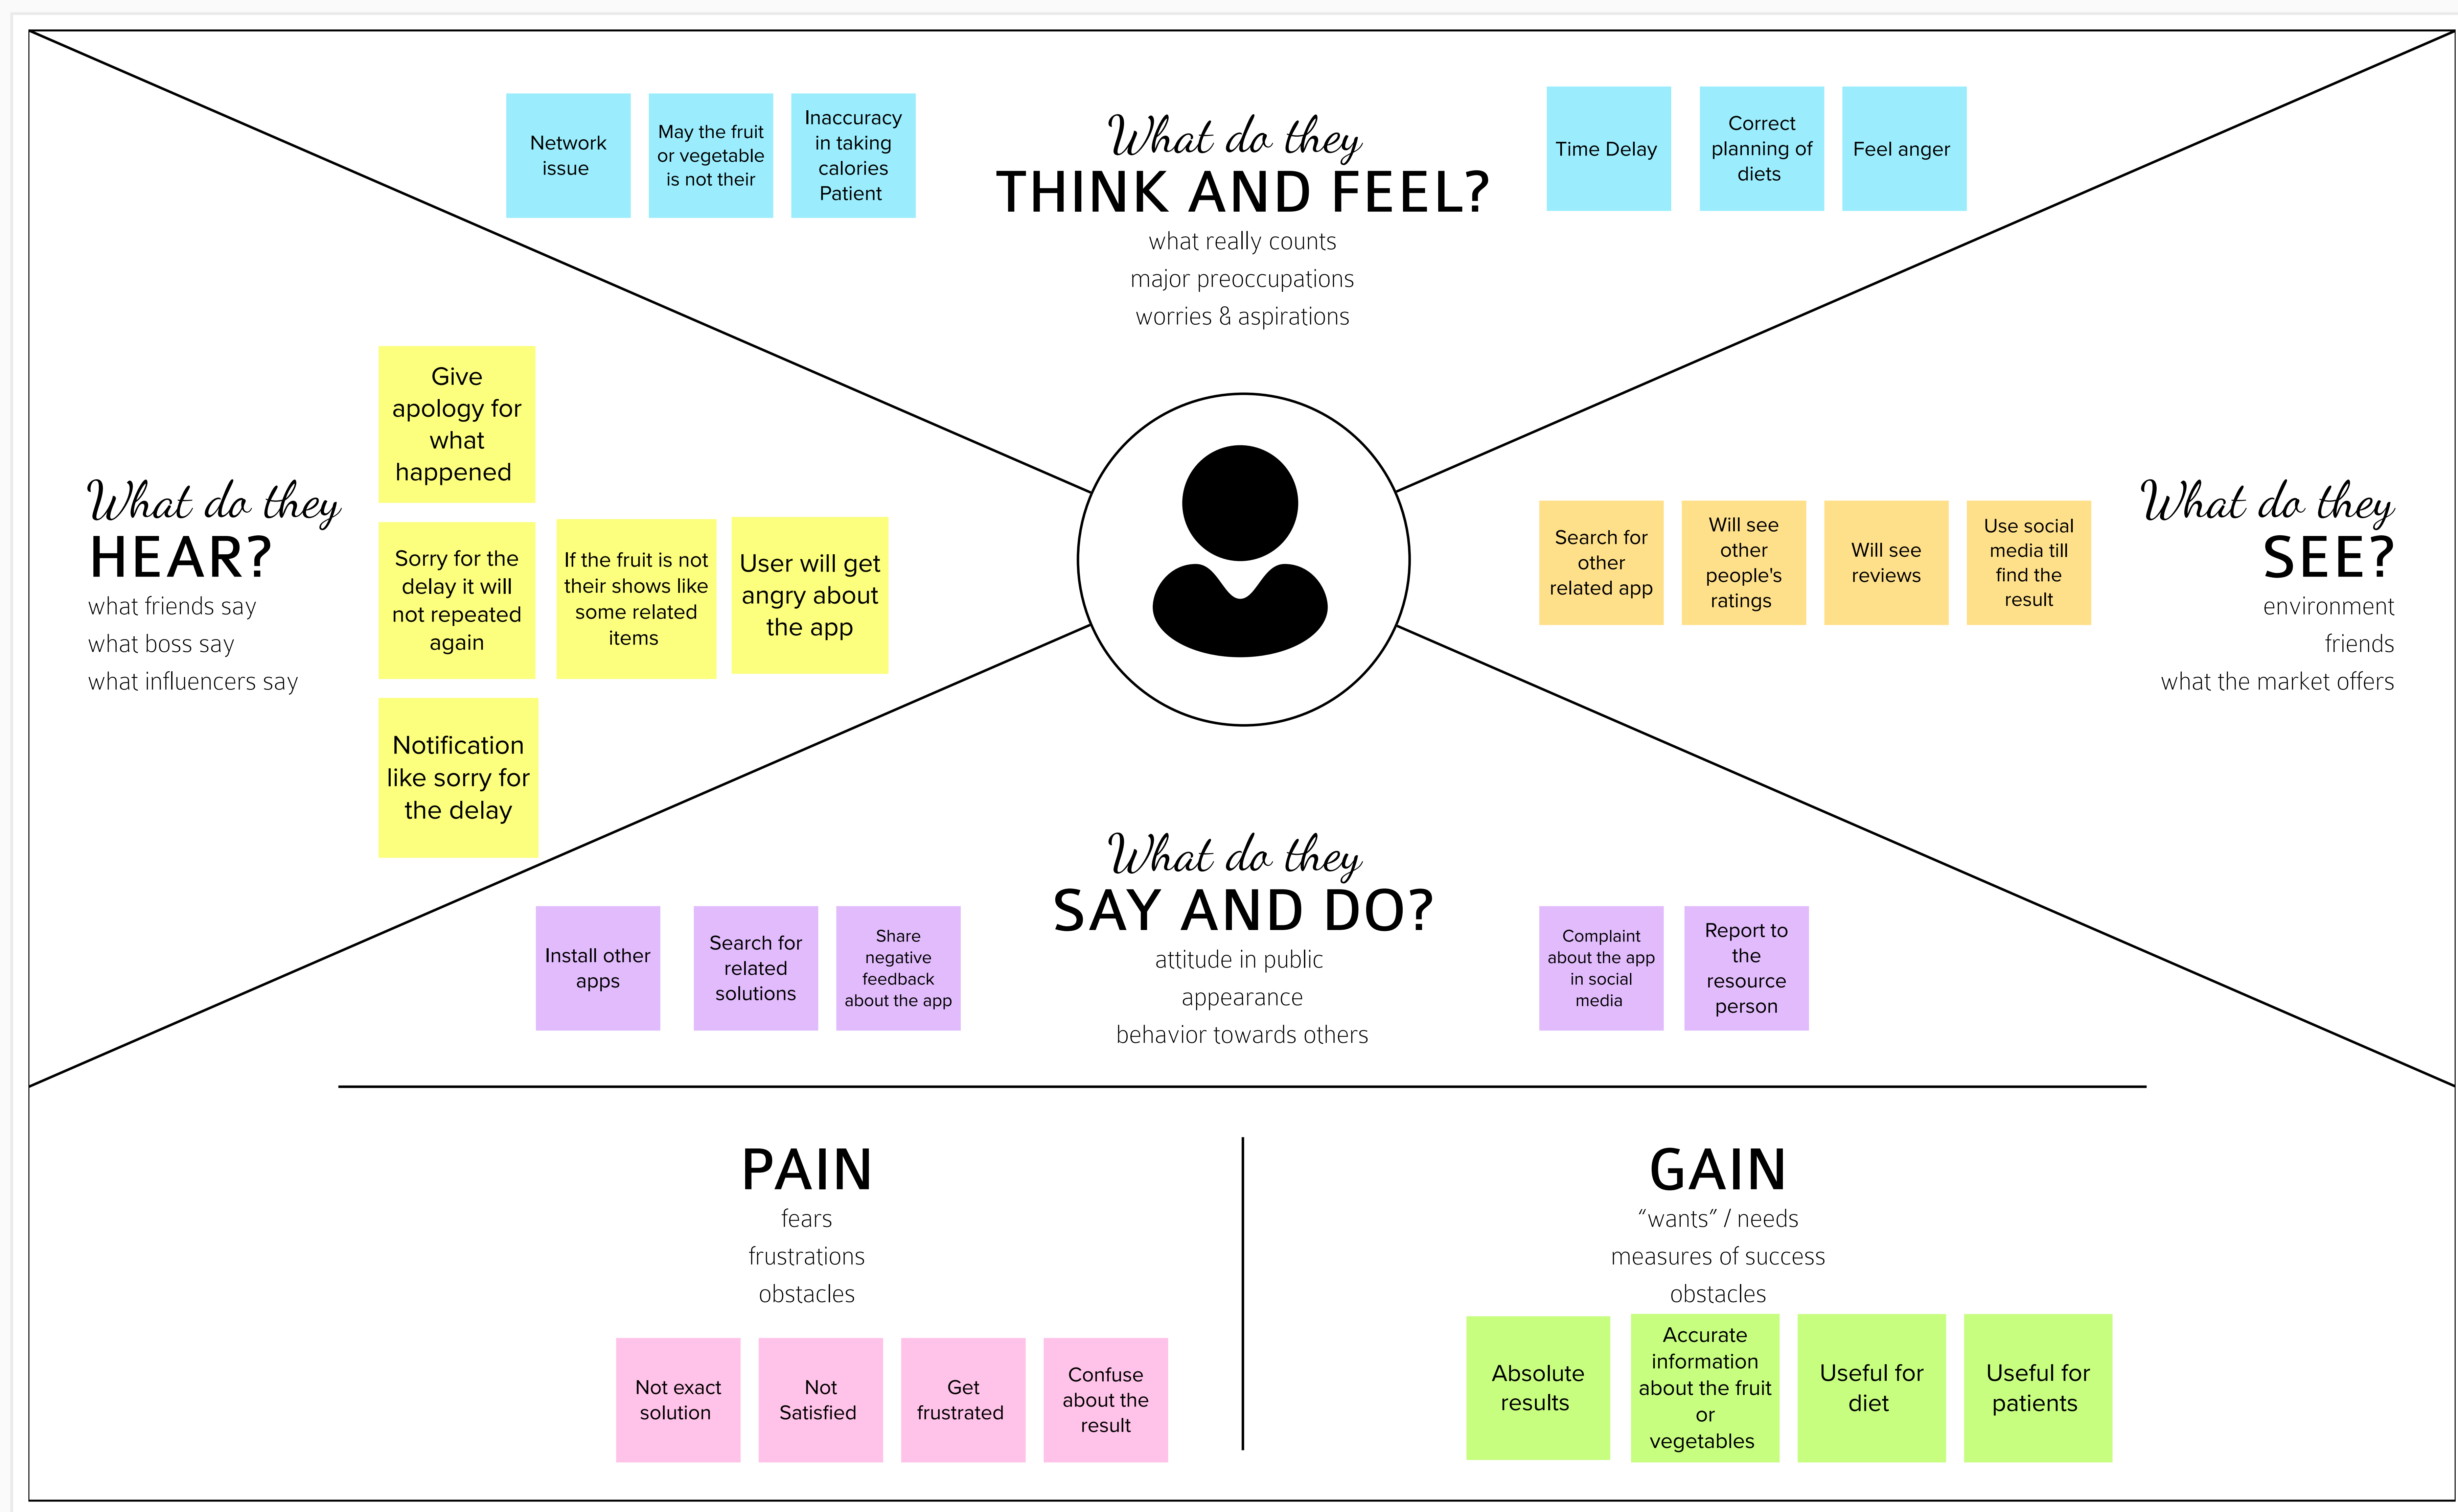 What do they
THINK AND FEEL?
what really counts
major preoccupations
worries & aspirations
Network
issue
May the fruit
or vegetable
is not their
Inaccuracy
in taking
calories
Patient
Time Delay
Correct
planning of
diets
Feel anger
What do they
HEAR?
what friends say
what boss say
what influencers say
Give
apology for
what
happened
Sorry for the
delay it will
not repeated
again
If the fruit is not
their shows like
some related
items
User will get
angry about
the app
Notification
like sorry for
the delay
What do they
SEE?
environment
friends
what the market offers
Search for
other
related app
Will see
other
people's
ratings
Will see
reviews
Use social
media till
find the
result
What do they
SAY AND DO?
attitude in public
appearance
behavior towards others
Install other
apps
Search for
related
solutions
Share
negative
feedback
about the app
Complaint
about the app
in social
media
Report to
the
resource
person
PAIN
fears
frustrations
obstacles
Not exact
solution
Not
Satisfied
Get
frustrated
Confuse
about the
result
GAIN
“wants” / needs
measures of success
obstacles
Absolute
results
Accurate
information
about the fruit
or
vegetables
Useful for
diet
Useful for
patients